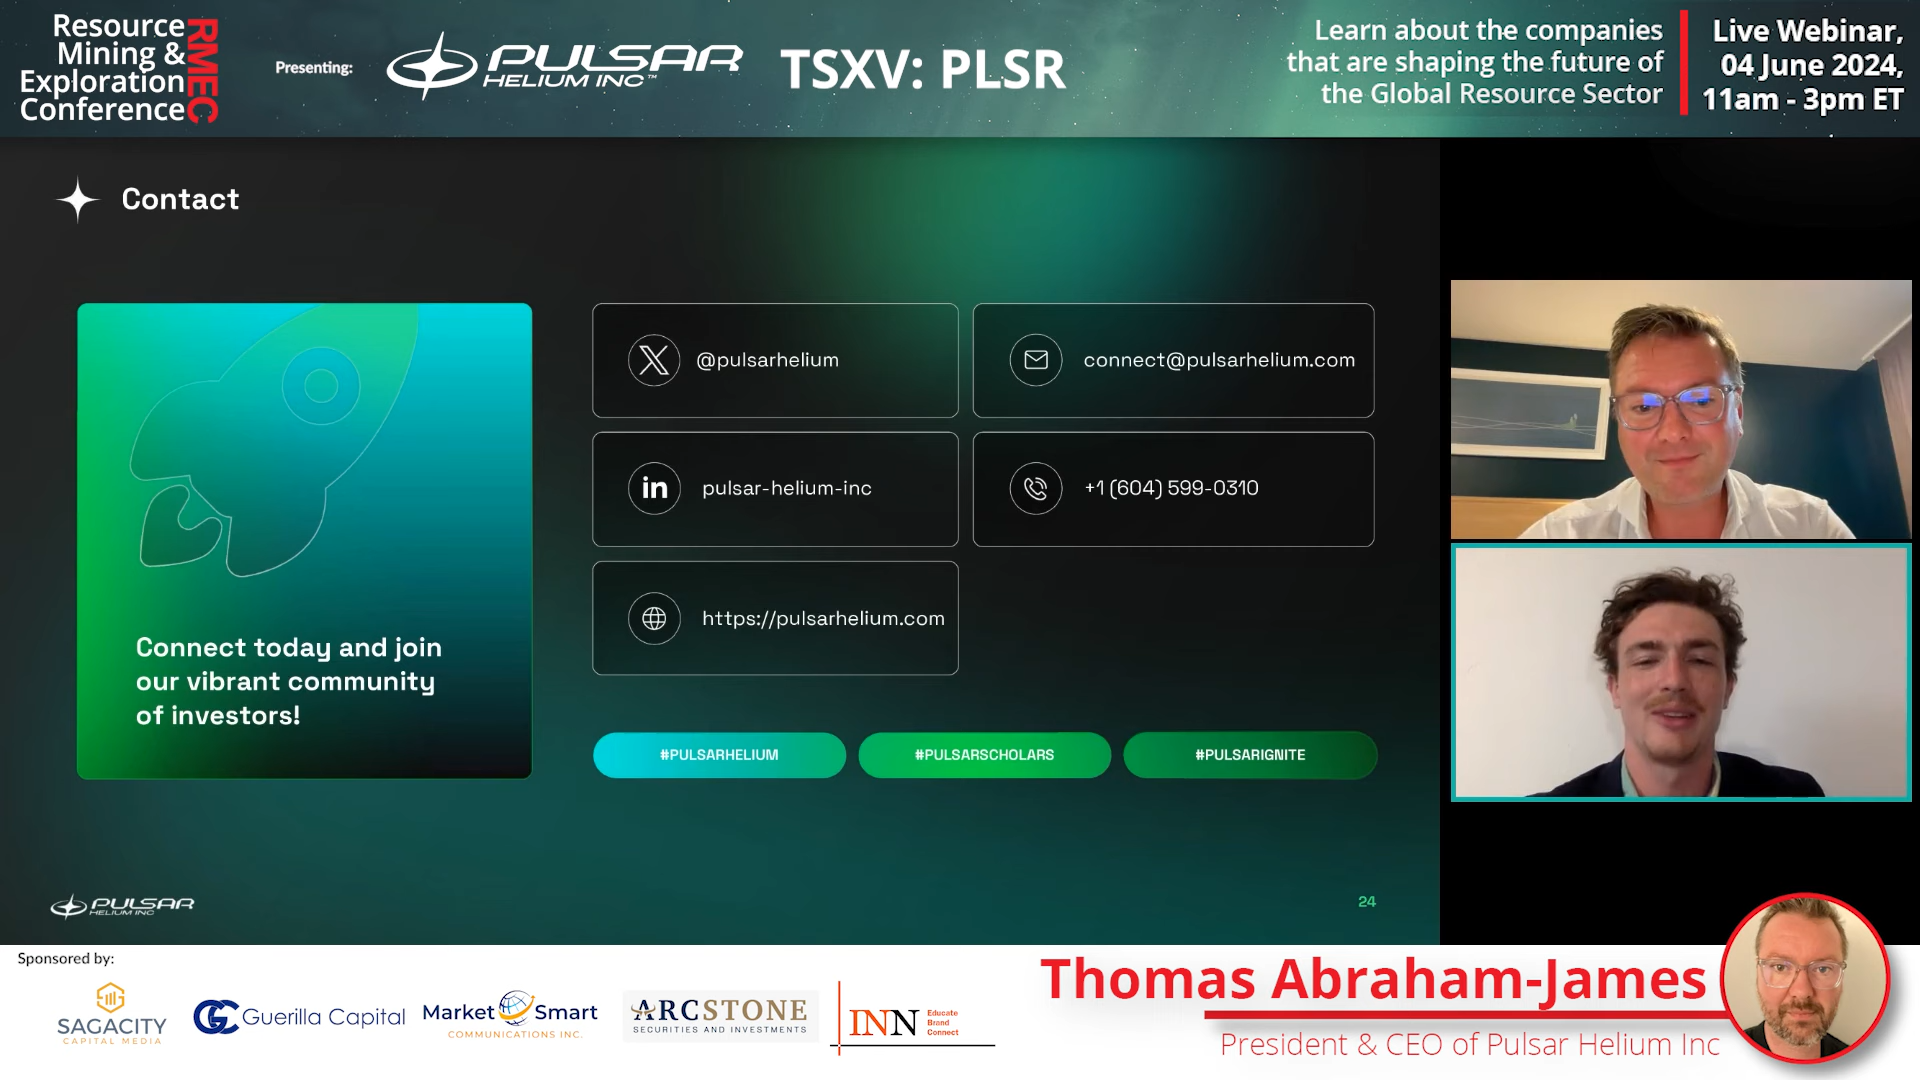 Resource
Mining &
Exploration
Conference
RMEC
Presenting:
PULSAR
HELIUM INC™
TSXV: PLSR
Learn about the companies
that are shaping the future of
the Global Resource Sector
Live Webinar,
04 June 2024,
11am - 3pm ET
Contact
Connect today and join
our vibrant community
of investors!
@pulsarhelium
connect@pulsarhelium.com
in pulsar-helium-inc
+1 (604) 599-0310
https://pulsarhelium.com
#PULSARHELIUM
#PULSARSCHOLARS
#PULSARIGNITE
PULSAR
HELIUM INC
24
Sponsored by:
SAGACITY
CAPITAL MEDIA
GC Guerilla Capital
Market Smart
COMMUNICATIONS INC.
ARCSTONE
SECURITIES AND INVESTMENTS
INN
Educate
Brand
Connect
Thomas Abraham-James
President & CEO of Pulsar Helium Inc